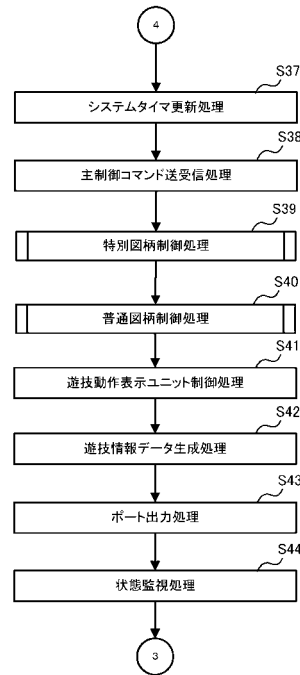 4
S37
システムタイマ更新処理
S38
主制御コマンド送受信処理
S39
特別図柄制御処理
S40
普通図柄制御処理
S41
遊技動作表示ユニット制御処理
S42
遊技情報データ生成処理
S43
ポート出力処理
S44
状態監視処理
3